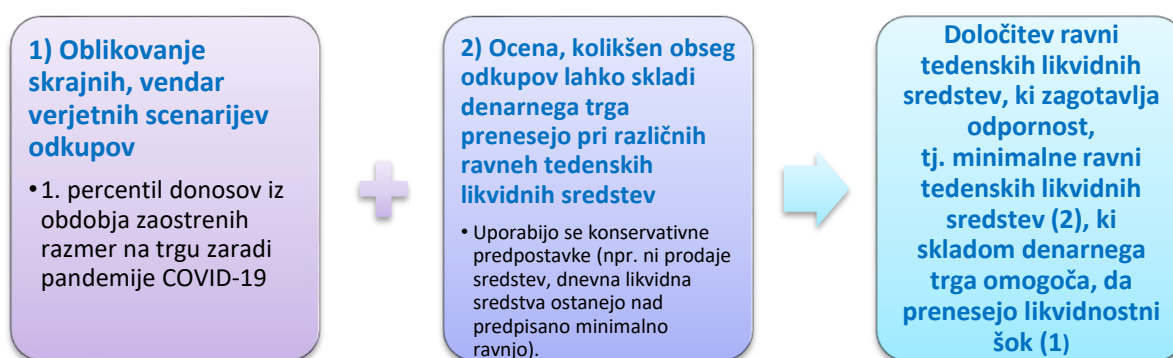 1) Oblikovanje
skrajnih, vendar
verjetnih scenarijev
odkupov
• 1. percentil donosov iz
obdobja zaostrenih
razmer na trgu zaradi
pandemije COVID-19
2) Ocena, kolikšen obseg
odkupov lahko skladi
denarnega trga
prenesejo pri različnih
ravneh tedenskih
likvidnih sredstev
• Uporabijo se konservativne
predpostavke (npr. ni prodaje
sredstev, dnevna likvidna
sredstva ostanejo nad
predpisano minimalno
ravnjo).
Določitev ravni
tedenskih likvidnih
sredstev, ki zagotavlja
odpornost,
tj. minimalne ravni
tedenskih likvidnih
sredstev (2), ki
skladom denarnega
trga omogoča, da
prenesejo likvidnostni
šok (1)